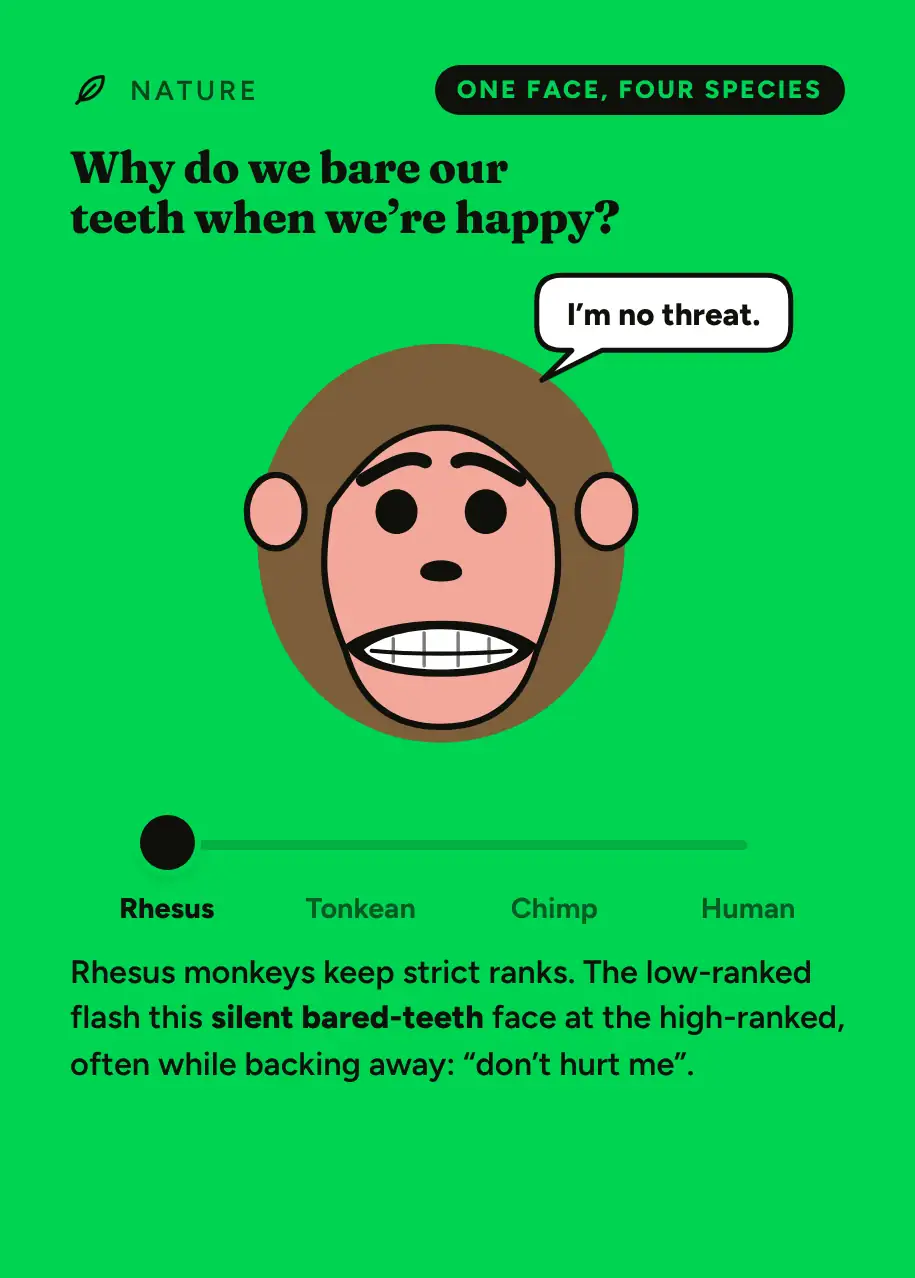 NATURE
ONE FACE, FOUR SPECIES
Why do we bare our
teeth when we’re happy?
I’m no threat.
Rhesus
Tonkean
Chimp
Human
Rhesus monkeys keep strict ranks. The low-ranked
flash this silent bared-teeth face at the high-ranked,
often while backing away: “don’t hurt me”.